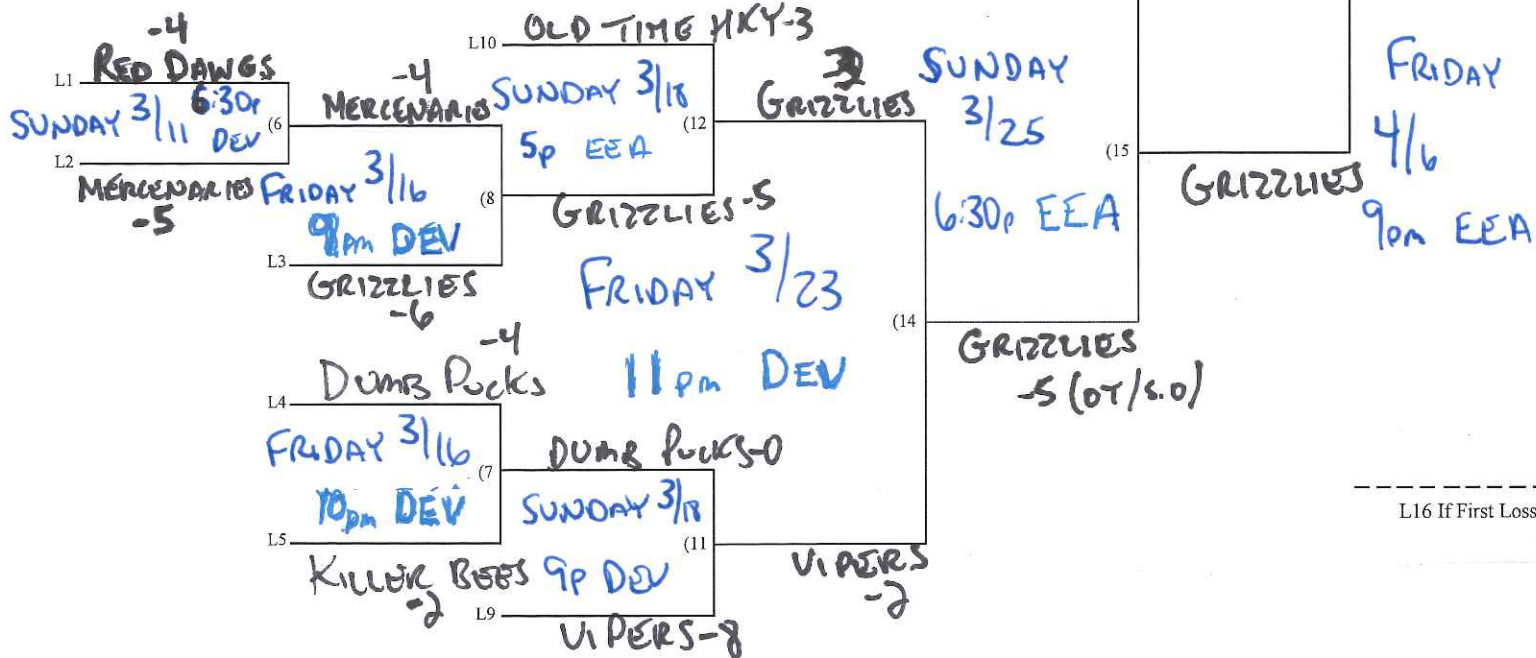 -4
RED DAWGS
L1
SUNDAY 3/11 6:30p
DEV
(6
L2
MERCENARIES
-5
-4
MERCENARIES
FRIDAY 3/16
9pm DEV
(8
L3
GRIZZLIES
-6
-4
DUMB PUCKS
L4
FRIDAY 3/16
10pm DEV
(7
L5
KILLER BEES
-2
OLD TIME HKY-3
L10
SUNDAY 3/18
5p EEA
(12
GRIZZLIES-5
DUMB PUCKS-0
SUNDAY 3/18
9p DEV
(11
L9
VIPERS-8
GRIZZLIES
FRIDAY 3/23
11pm DEV
(14
VIPERS
-2
SUNDAY
3/25
6:30p EEA
(15
GRIZZLIES
-5 (OT/S.O)
GRIZZLIES
FRIDAY
4/6
9pm EEA
L16 If First Loss